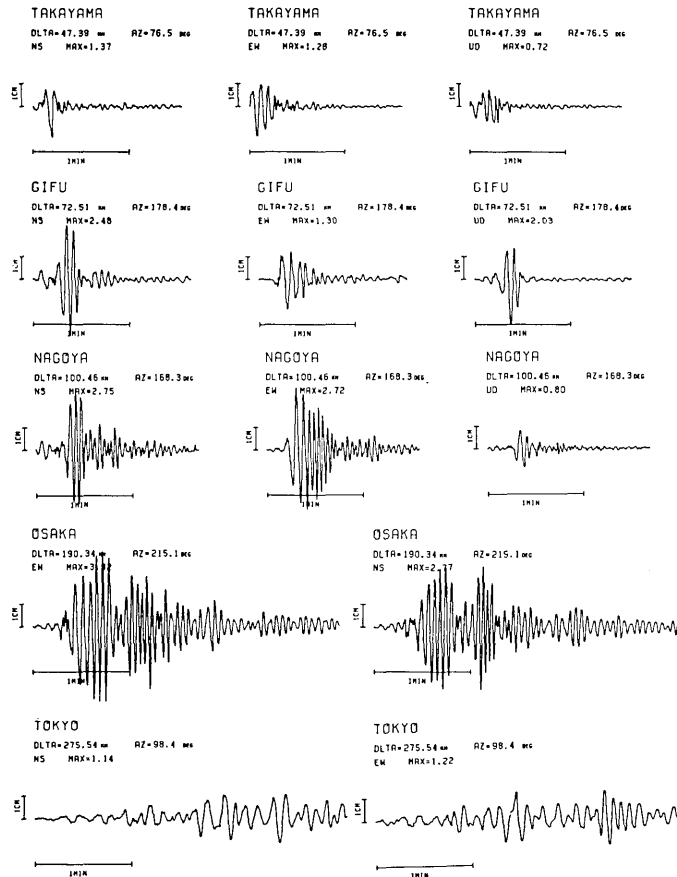 TAKAYAMA
DLTA=47.39 KM AZ=76.5 DEG
NS MAX=1.37
1CM
1MIN
TAKAYAMA
DLTA=47.39 KM AZ=76.5 DEG
EW MAX=1.28
1CM
1MIN
TAKAYAMA
DLTA=47.39 KM AZ=76.5 DEG
UD MAX=0.72
1CM
1MIN
GIFU
DLTA=72.51 KM AZ=178.4 DEG
NS MAX=2.48
1CM
1MIN
GIFU
DLTA=72.51 KM AZ=178.4 DEG
EW MAX=1.30
1CM
1MIN
GIFU
DLTA=72.51 KM AZ=178.4 DEG
UD MAX=2.03
1CM
1MIN
NAGOYA
DLTA=100.46 KM AZ=168.3 DEG
NS MAX=2.75
1CM
1MIN
NAGOYA
DLTA=100.46 KM AZ=168.3 DEG
EW MAX=2.72
1CM
1MIN
NAGOYA
DLTA=100.46 KM AZ=168.3 DEG
UD MAX=0.80
1CM
1MIN
OSAKA
DLTA=190.34 KM AZ=215.1 DEG
EW
1CM
1MIN
OSAKA
DLTA=190.34 KM AZ=215.1 DEG
NS
1CM
1MIN
TOKYO
DLTA=275.54 KM AZ=98.4 DEG
NS MAX=1.14
1CM
1MIN
TOKYO
DLTA=275.54 KM AZ=98.4 DEG
EW MAX=1.22
1CM
1MIN